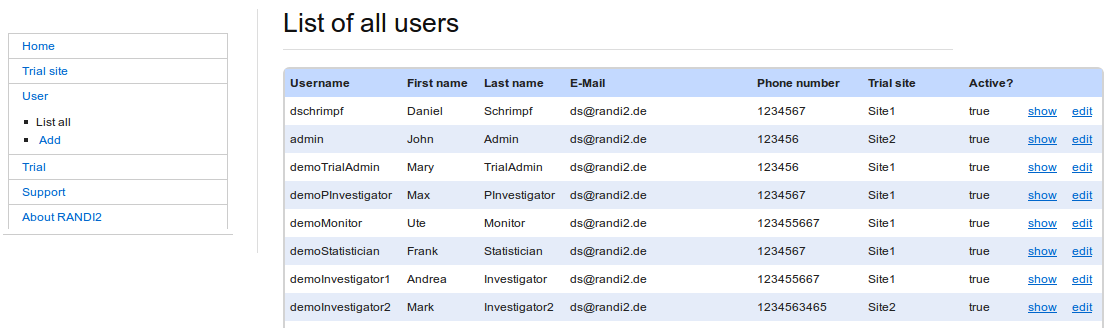 List of all users
Home
Trial site
User
List all
Add
Trial
Support
About RANDI2
Username First name Last name E-Mail Phone number Trial site Active?
dschrimpf Daniel Schrimpf ds@randi2.de 1234567 Site1 true show edit
admin John Admin ds@randi2.de 123456 Site2 true show edit
demoTrialAdmin Mary TrialAdmin ds@randi2.de 123456 Site1 true show edit
demoPInvestigator Max PInvestigator ds@randi2.de 1234567 Site1 true show edit
demoMonitor Ute Monitor ds@randi2.de 123455667 Site1 true show edit
demoStatistician Frank Statistician ds@randi2.de 1234567 Site1 true show edit
demoInvestigator1 Andrea Investigator ds@randi2.de 123455667 Site1 true show edit
demoInvestigator2 Mark Investigator2 ds@randi2.de 1234563465 Site2 true show edit